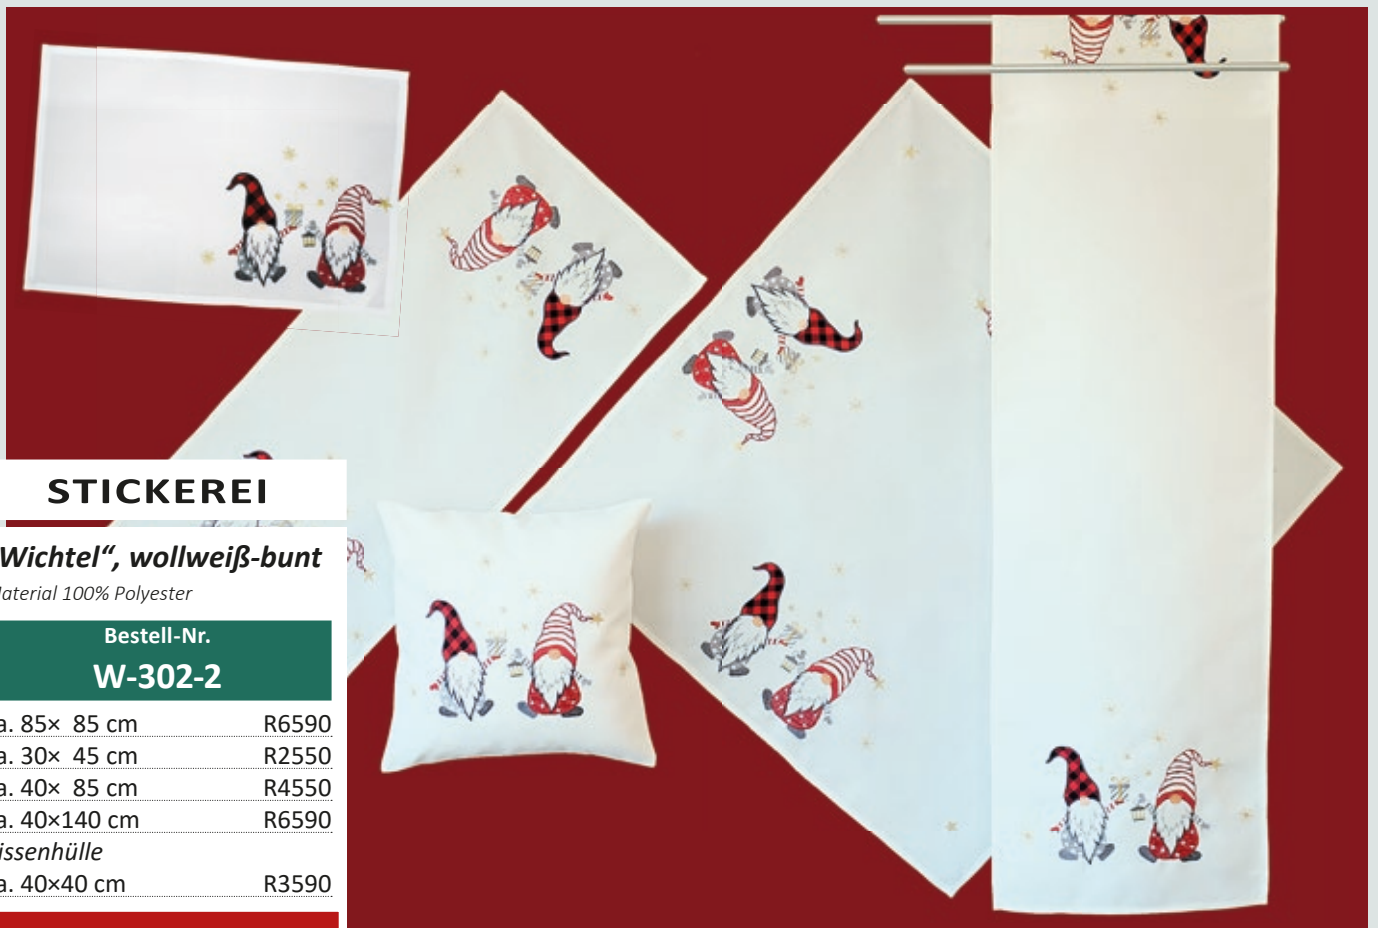 STICKEREI
Wichtel“, wollweiß-bunt
aterial 100% Polyester
Bestell-Nr.
W-302-2
a. 85× 85 cm R6590
a. 30× 45 cm R2550
a. 40× 85 cm R4550
a. 40×140 cm R6590
issenhülle
a. 40×40 cm R3590